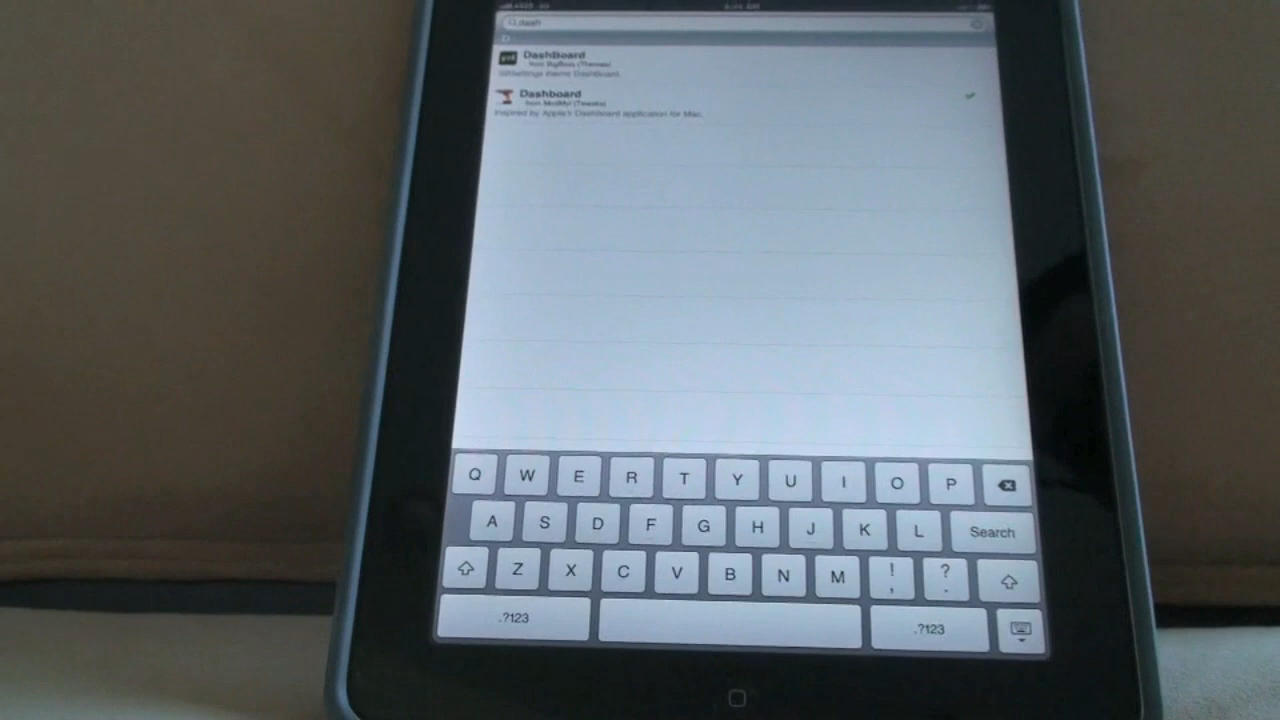 dash
D
DashBoard
from BigBoss (Themes)
SBSettings theme DashBoard.
Dashboard
from ModMyi (Tweaks)
Inspired by Apple's Dashboard application for Mac.
Q W E R T Y U I O P
A S D F G H J K L Search
Z X C V B N M ! , ? .
.?123 .?123